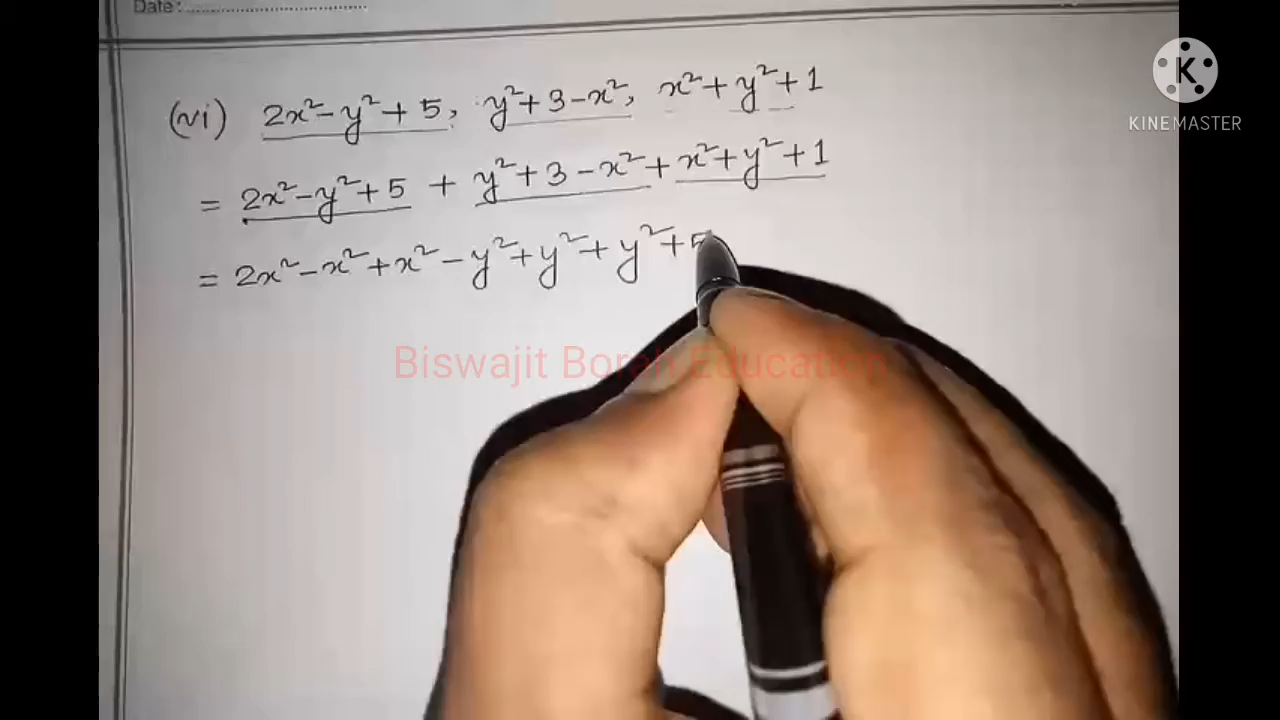 Date:
(vi) 2x²-y²+5, y²+3-x², x²+y²+1
= 2x²-y²+5 + y²+3-x²+x²+y²+1
= 2x²-x²+x²-y²+y²+y²+5
Biswajit Borah Education
K
KINEMASTER